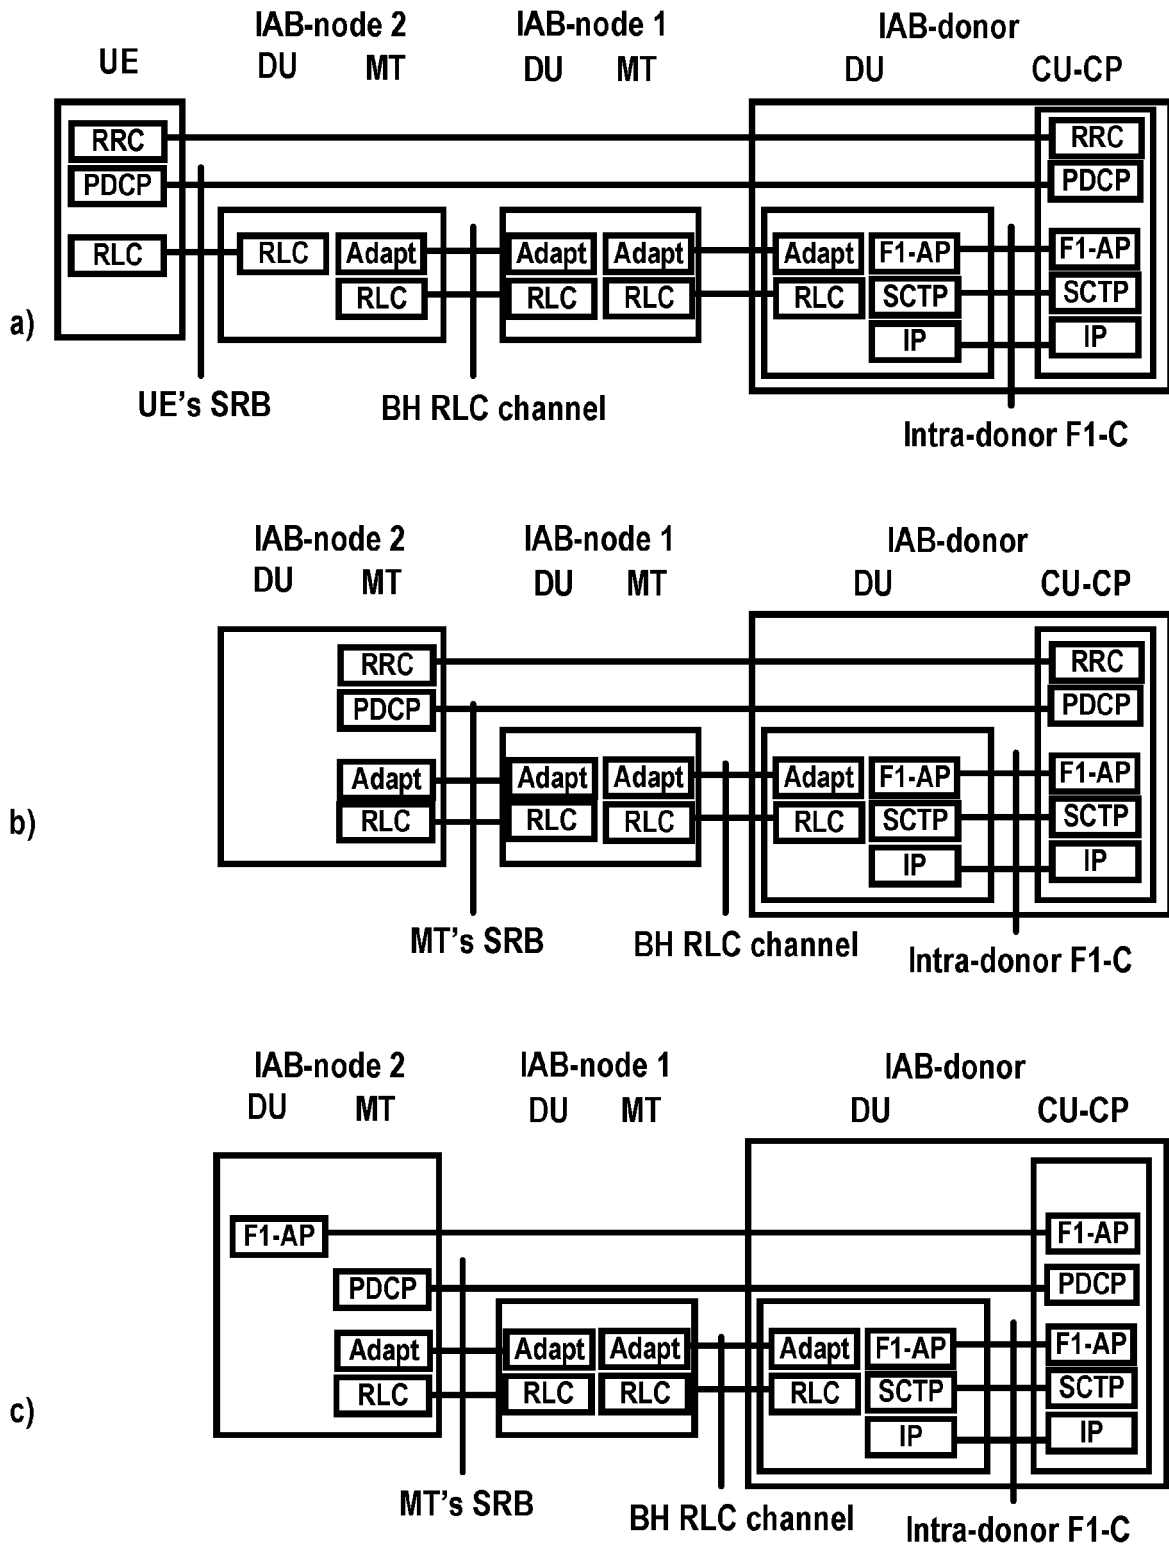 IAB-node 2 IAB-node 1 IAB-donor
UE DU MT DU MT DU CU-CP
RRC RRC
PDCP PDCP
RLC RLC Adapt Adapt Adapt Adapt F1-AP F1-AP
RLC RLC RLC RLC SCTP SCTP
a) IP IP
UE's SRB BH RLC channel Intra-donor F1-C
IAB-node 2 IAB-node 1 IAB-donor
DU MT DU MT DU CU-CP
RRC RRC
PDCP PDCP
Adapt Adapt Adapt Adapt F1-AP F1-AP
b) RLC RLC RLC RLC SCTP SCTP
IP IP
MT's SRB BH RLC channel Intra-donor F1-C
IAB-node 2 IAB-node 1 IAB-donor
DU MT DU MT DU CU-CP
F1-AP F1-AP
PDCP PDCP
Adapt Adapt Adapt Adapt F1-AP F1-AP
c) RLC RLC RLC RLC SCTP SCTP
IP IP
MT's SRB BH RLC channel Intra-donor F1-C